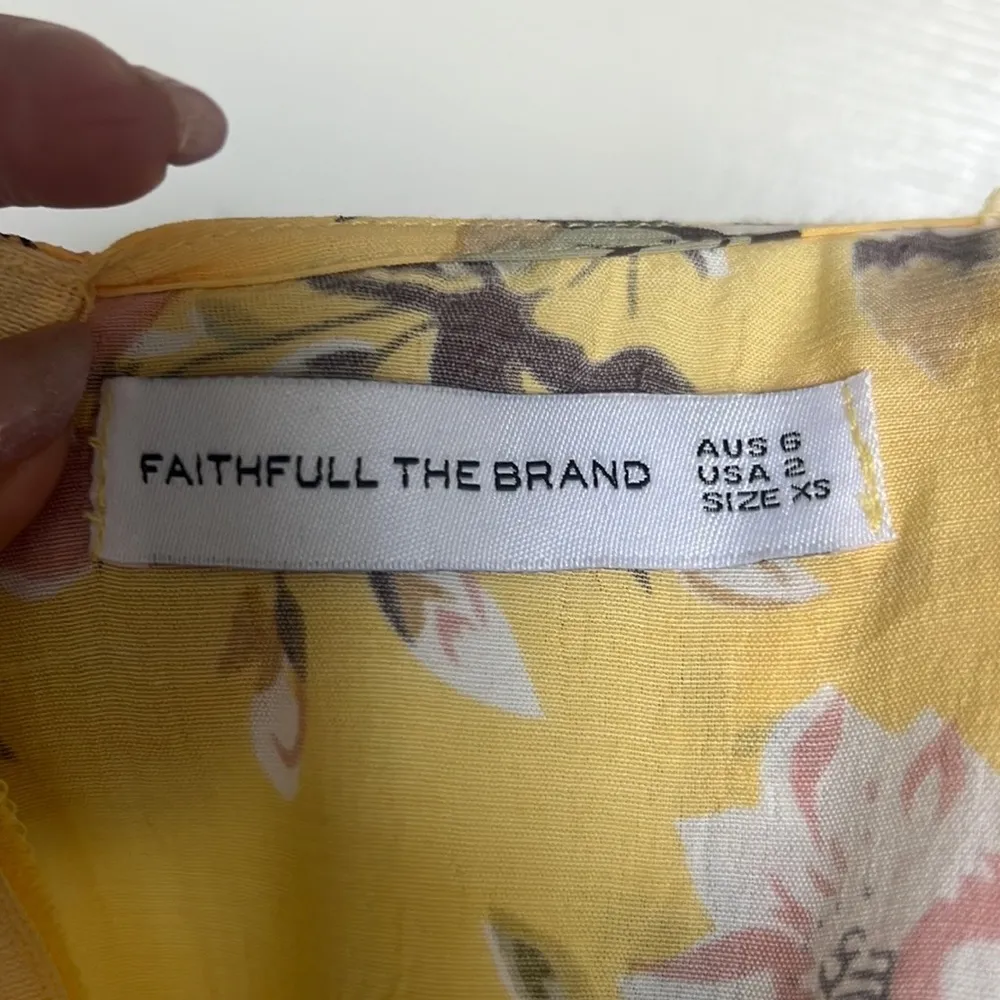 FAITHFULL THE BRAND
AUS 6
USA 2
SIZE XS